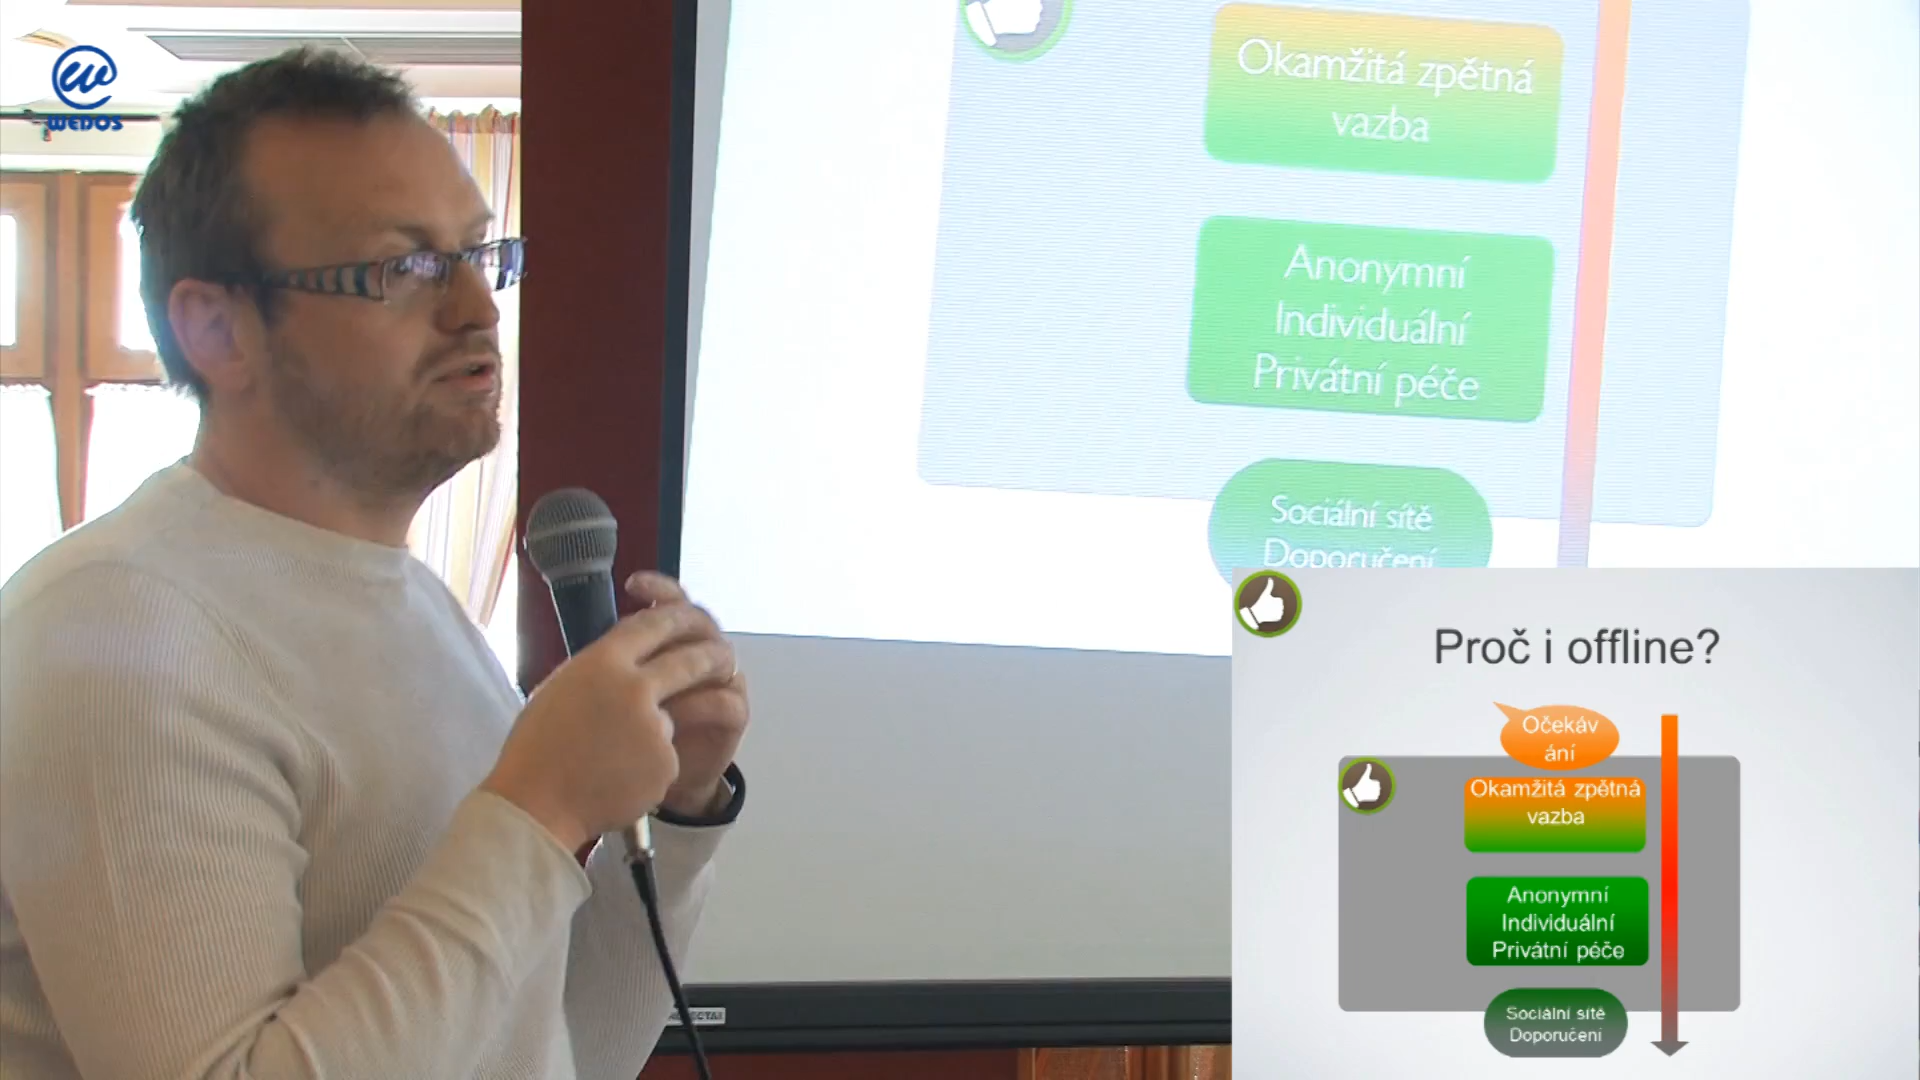 WEDOS
Okamžitá zpětná
vazba
Anonymní
Individuální
Privátní péče
Sociální sítě
Doporučení
Proč i offline?
Očekáv
ání
Okamžitá zpětná
vazba
Anonymní
Individuální
Privátní péče
Sociální sítě
Doporučení